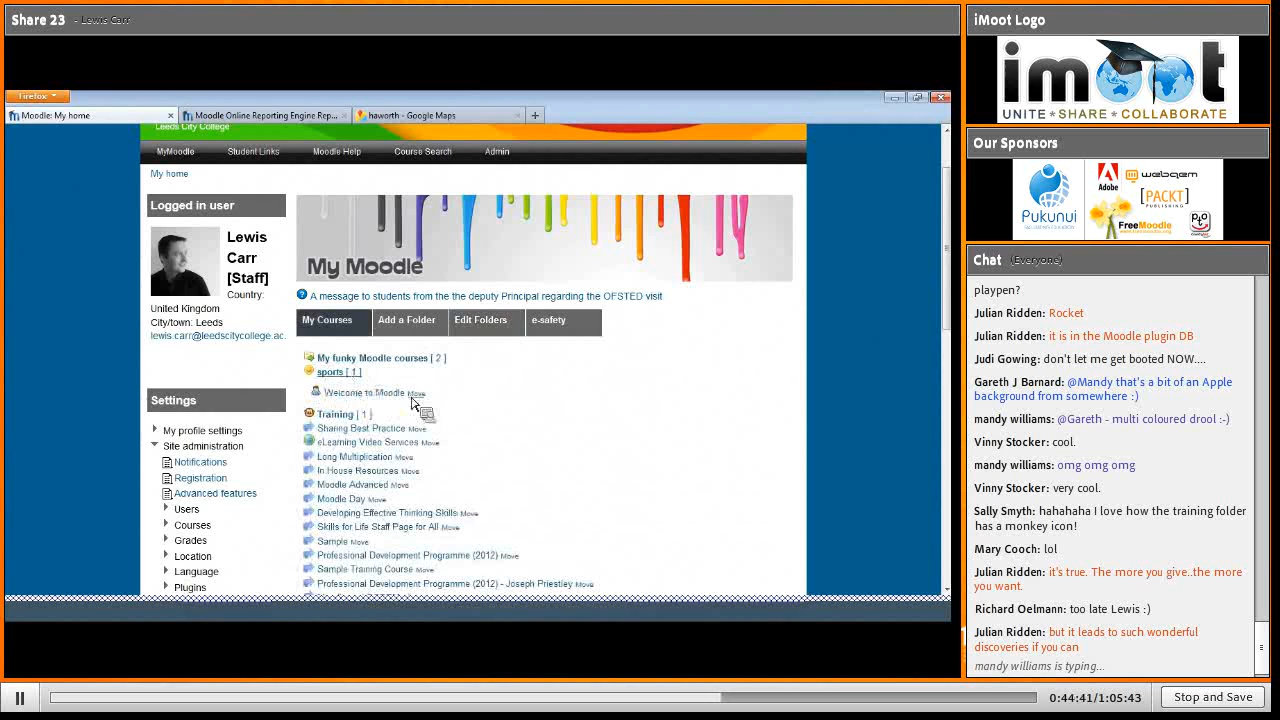 Share 23 - Lewis Carr
Firefox
Moodle: My home
Moodle Online Reporting Engine Rep...
haworth - Google Maps
Leeds City College
MyMoodle
Student Links
Moodle Help
Course Search
Admin
My home
Logged in user
Lewis
Carr
[Staff]
Country:
United Kingdom
City/town: Leeds
lewis.carr@leedscitycollege.ac.
Settings
My profile settings
Site administration
Notifications
Registration
Advanced features
Users
Courses
Grades
Location
Language
Plugins
My Moodle
A message to students from the the deputy Principal regarding the OFSTED visit
My Courses
Add a Folder
Edit Folders
e-safety
My funky Moodle courses [ 2 ]
sports [ 1 ]
Welcome to Moodle Move
Training [ 1 ]
Sharing Best Practice Move
eLearning Video Services Move
Long Multiplication Move
In House Resources Move
Moodle Advanced Move
Moodle Day Move
Developing Effective Thinking Skills Move
Skills for Life Staff Page for All Move
Sample Move
Professional Development Programme (2012) Move
Sample Training Course Move
Professional Development Programme (2012) - Joseph Priestley Move
iMoot Logo
imoot
UNITE*SHARE*COLLABORATE
Our Sponsors
Pukunui
Adobe
webgem
PACKT
PUBLISHING
FreeMoodle
Chat (Everyone)
playpen?
Julian Ridden: Rocket
Julian Ridden: it is in the Moodle plugin DB
Judi Gowing: don't let me get booted NOW....
Gareth J Barnard: @Mandy that's a bit of an Apple
background from somewhere :)
mandy williams: @Gareth - multi coloured drool :-)
Vinny Stocker: cool.
mandy williams: omg omg omg
Vinny Stocker: very cool.
Sally Smyth: hahahaha I love how the training folder
has a monkey icon!
Mary Cooch: lol
Julian Ridden: it's true. The more you give..the more
you want.
Richard Oelmann: too late Lewis :)
Julian Ridden: but it leads to such wonderful
discoveries if you can
mandy williams is typing...
0:44:41/1:05:43
Stop and Save